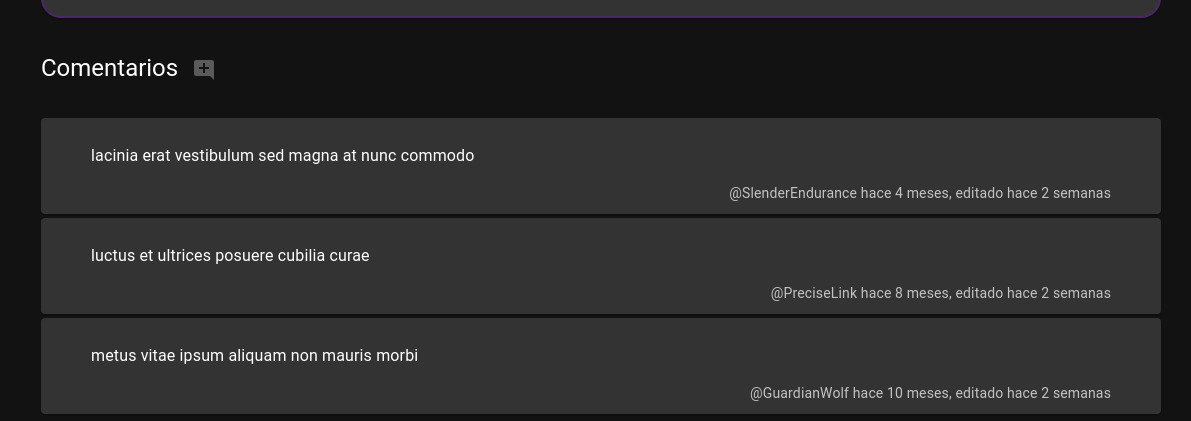 Comentarios
lacinia erat vestibulum sed magna at nunc commodo
@SlenderEndurance hace 4 meses, editado hace 2 semanas
luctus et ultrices posuere cubilia curae
@PreciseLink hace 8 meses, editado hace 2 semanas
metus vitae ipsum aliquam non mauris morbi
@GuardianWolf hace 10 meses, editado hace 2 semanas